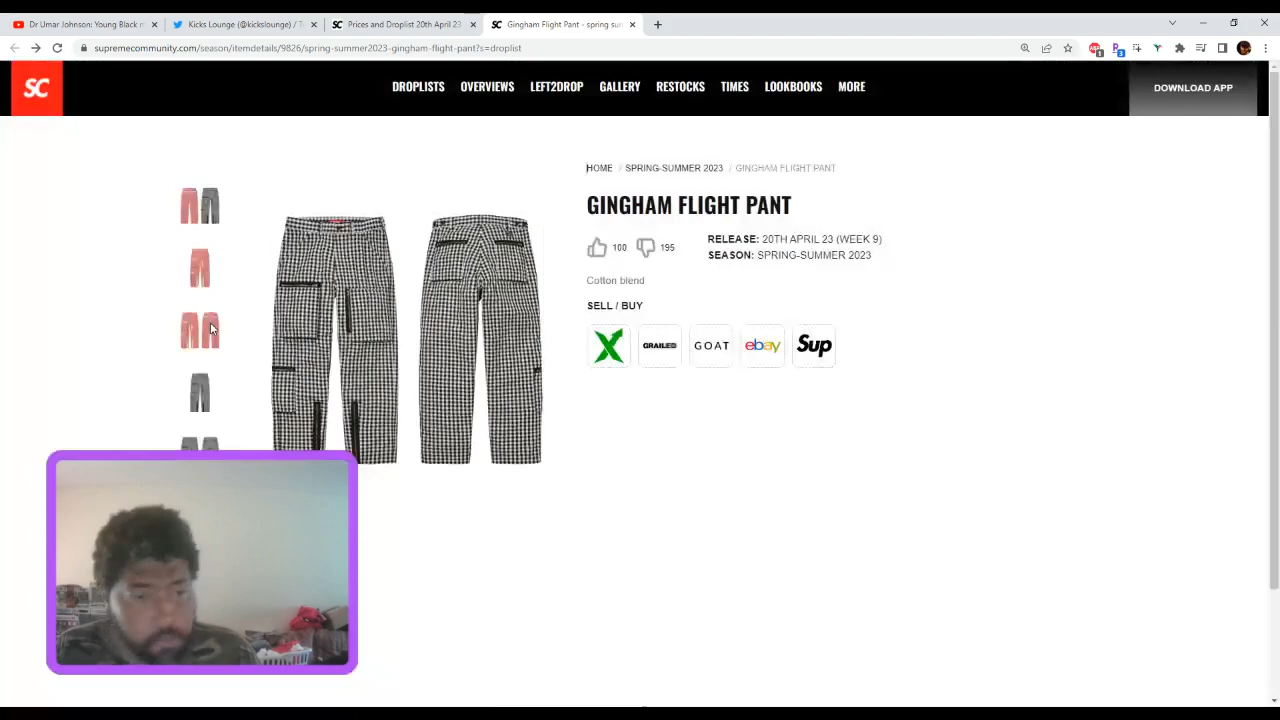 Dr Umar Johnson: Young Black m
Kicks Lounge (@kickslounge) / T
Prices and Droplist 20th April 23
Gingham Flight Pant - spring su
supremecommunity.com/season/itemdetails/9826/spring-summer2023-gingham-flight-pant?s=droplist
SC
DROPLISTS
OVERVIEWS
LEFT2DROP
GALLERY
RESTOCKS
TIMES
LOOKBOOKS
MORE
DOWNLOAD APP
HOME / SPRING-SUMMER 2023 / GINGHAM FLIGHT PANT
GINGHAM FLIGHT PANT
100
195
RELEASE: 20TH APRIL 23 (WEEK 9)
SEASON: SPRING-SUMMER 2023
Cotton blend
SELL / BUY
GRAILED
GOAT
ebay
Sup